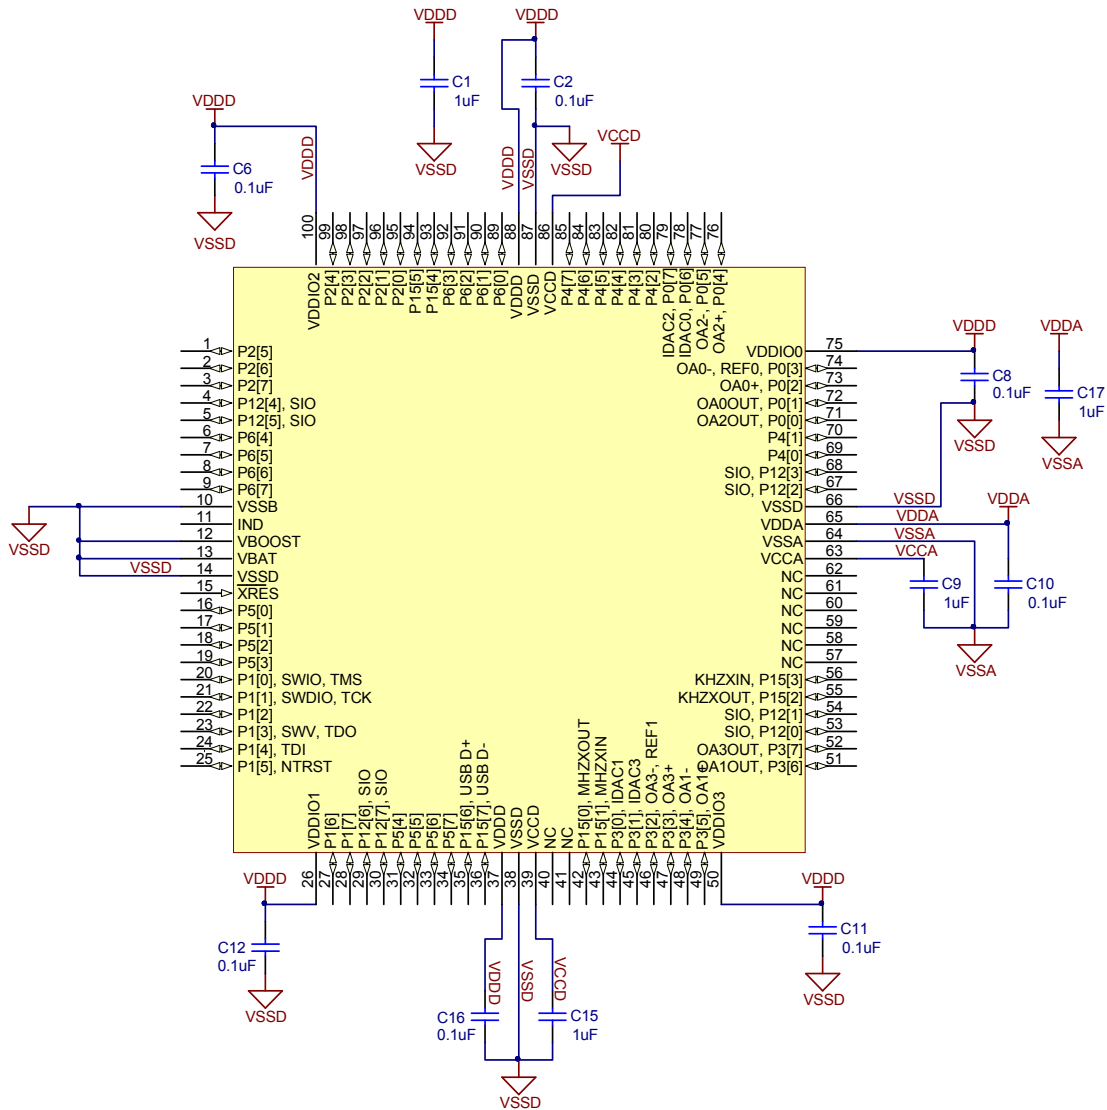 VDDD
VDDD
C1
1uF
C2
0.1uF
VDDD
VCCD
VSSD
VSSD
C6
0.1uF
VSSD
VDDD
VDDD
VSSD
100
99
98
97
96
95
94
93
92
91
90
89
88
87
86
85
84
83
82
81
80
79
78
77
76
VDDIO2
P2[4]
P2[3]
P2[2]
P2[1]
P2[0]
P15[5]
P15[4]
P6[3]
P6[2]
P6[1]
P6[0]
VDDD
VSSD
VCCD
P4[7]
P4[6]
P4[5]
P4[4]
P4[3]
P4[2]
IDAC2, P0[7]
IDAC0, P0[6]
OA2-, P0[5]
OA2+, P0[4]
1 P2[5]
2 P2[6]
3 P2[7]
4 P12[4], SIO
5 P12[5], SIO
6 P6[4]
7 P6[5]
8 P6[6]
9 P6[7]
10 VSSB
11 IND
12 VBOOST
13 VBAT
VSSD 14 VSSD
15 XRES
16 P5[0]
17 P5[1]
18 P5[2]
19 P5[3]
20 P1[0], SWIO, TMS
21 P1[1], SWDIO, TCK
22 P1[2]
23 P1[3], SWV, TDO
24 P1[4], TDI
25 P1[5], NTRST
VSSD
VDDIO0 75
OA0-, REF0, P0[3] 74
OA0+, P0[2] 73
OA0OUT, P0[1] 72
OA2OUT, P0[0] 71
P4[1] 70
P4[0] 69
SIO, P12[3] 68
SIO, P12[2] 67
VSSD 66 VSSD
VDDA 65 VDDA
VSSA 64 VSSA
VCCA 63 VCCA
NC 62
NC 61
NC 60
NC 59
NC 58
NC 57
KHZXIN, P15[3] 56
KHZXOUT, P15[2] 55
SIO, P12[1] 54
SIO, P12[0] 53
OA3OUT, P3[7] 52
OA1OUT, P3[6] 51
VDDD
C8
0.1uF
VSSD
VDDA
C17
1uF
VSSA
VDDA
C9
1uF
C10
0.1uF
VSSA
VDDIO1
P1[6]
P1[7]
P12[6], SIO
P12[7], SIO
P5[4]
P5[5]
P5[6]
P5[7]
P15[6], USB D+
P15[7], USB D-
VDDD
VSSD
VCCD
NC
NC
P15[0], MHZXOUT
P15[1], MHZXIN
P3[0], IDAC1
P3[1], IDAC3
P3[2], OA3-, REF1
P3[3], OA3+
P3[4], OA1-
P3[5], OA1+
VDDIO3
26
27
28
29
30
31
32
33
34
35
36
37
38
39
40
41
42
43
44
45
46
47
48
49
50
VDDD
C12
0.1uF
VSSD
VDDD
VSSD
VCCD
C16
0.1uF
C15
1uF
VSSD
VDDD
C11
0.1uF
VSSD